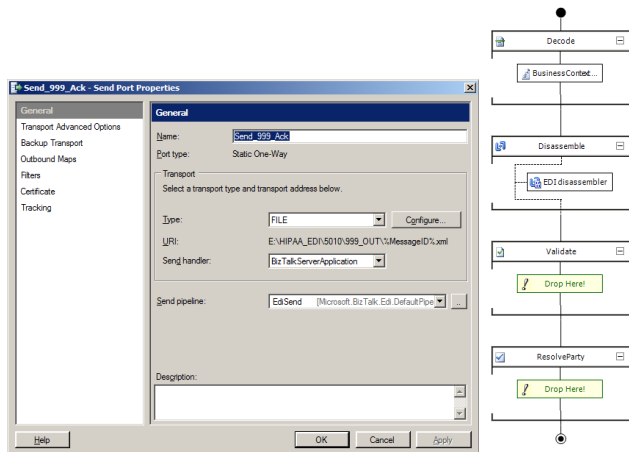 Send_999_Ack - Send Port Properties
General
Transport Advanced Options
Backup Transport
Outbound Maps
Filters
Certificate
Tracking
General
Name:
Send_999_Ack
Port type:
Static One-Way
Transport
Select a transport type and transport address below.
Type:
FILE
Configure...
URI:
E:\HIPAA_EDI\5010\999_OUT\%MessageID%.xml
Send handler:
BizTalkServerApplication
Send pipeline:
EdiSend [Microsoft.BizTalk.Edi.DefaultPipe
..
Description:
Help
OK
Cancel
Apply
Decode
BusinessContext...
Disassemble
EDI disassembler
Validate
Drop Here!
ResolveParty
Drop Here!